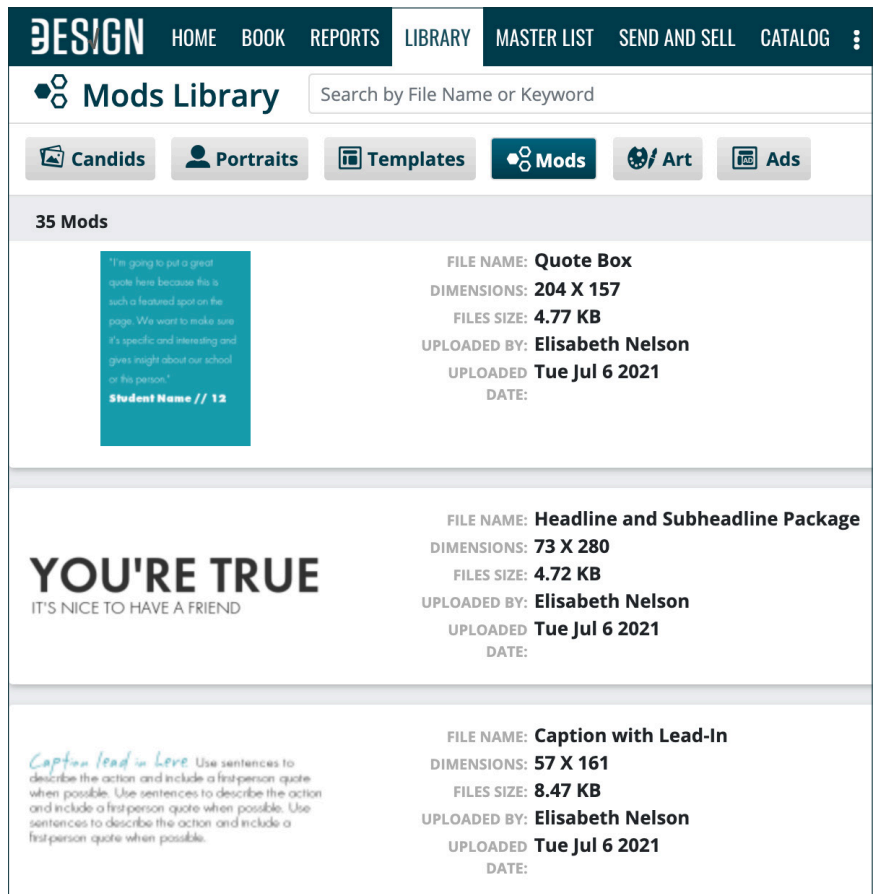 DESIGN HOME BOOK REPORTS LIBRARY MASTER LIST SEND AND SELL CATALOG
Mods Library Search by File Name or Keyword
Candids Portraits Templates Mods Art Ads
35 Mods
"I'm going to put a great
quote here because this is
such a featured spot on the
page. We want to make sure
it's specific and interesting and
gives insight about our school
or this person."
Student Name // 12
FILE NAME: Quote Box
DIMENSIONS: 204 X 157
FILES SIZE: 4.77 KB
UPLOADED BY: Elisabeth Nelson
UPLOADED Tue Jul 6 2021
DATE:
YOU'RE TRUE
IT'S NICE TO HAVE A FRIEND
FILE NAME: Headline and Subheadline Package
DIMENSIONS: 73 X 280
FILES SIZE: 4.72 KB
UPLOADED BY: Elisabeth Nelson
UPLOADED Tue Jul 6 2021
DATE:
Caption lead in here Use sentences to
describe the action and include a first-person quote
when possible. Use sentences to describe the action
and include a first-person quote when possible. Use
sentences to describe the action and include a
first-person quote when possible.
FILE NAME: Caption with Lead-In
DIMENSIONS: 57 X 161
FILES SIZE: 8.47 KB
UPLOADED BY: Elisabeth Nelson
UPLOADED Tue Jul 6 2021
DATE: